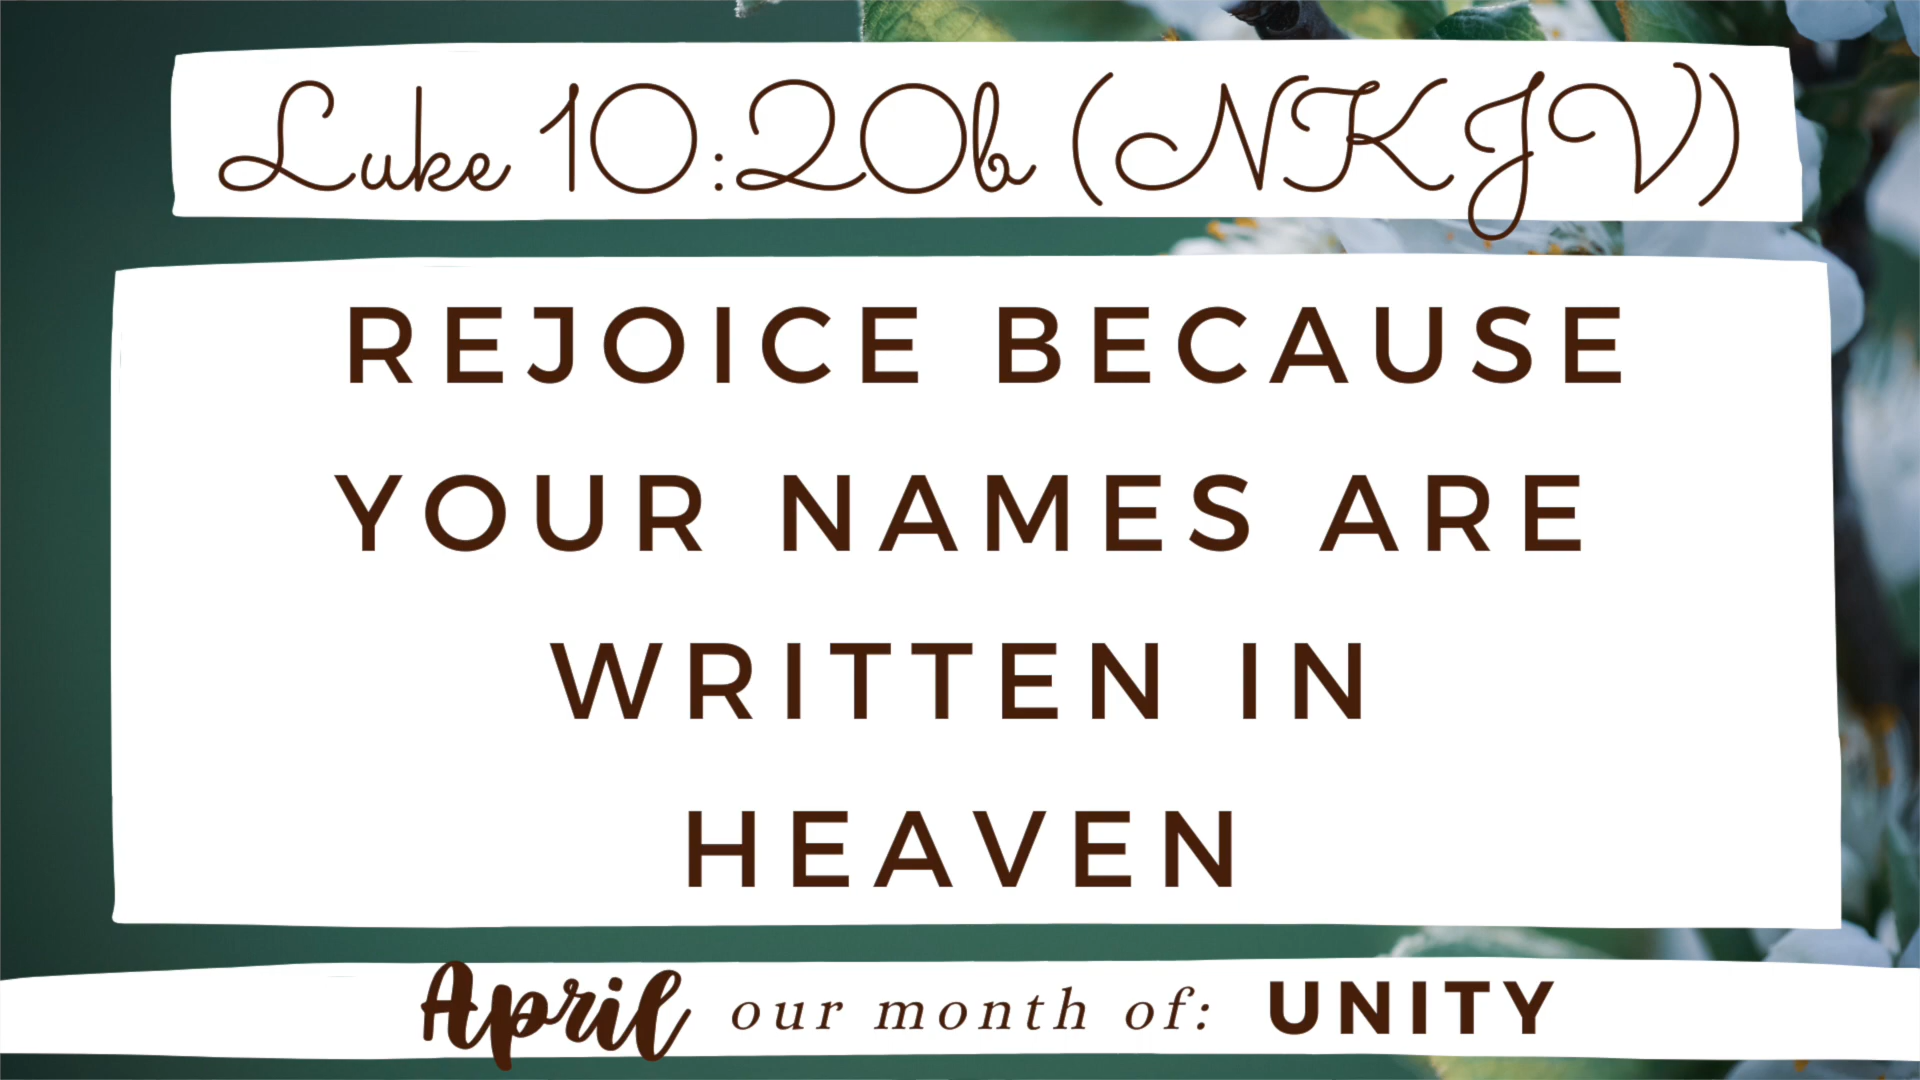 Luke 10:20b (NKJV)
REJOICE BECAUSE
YOUR NAMES ARE
WRITTEN IN
HEAVEN
April our month of: UNITY